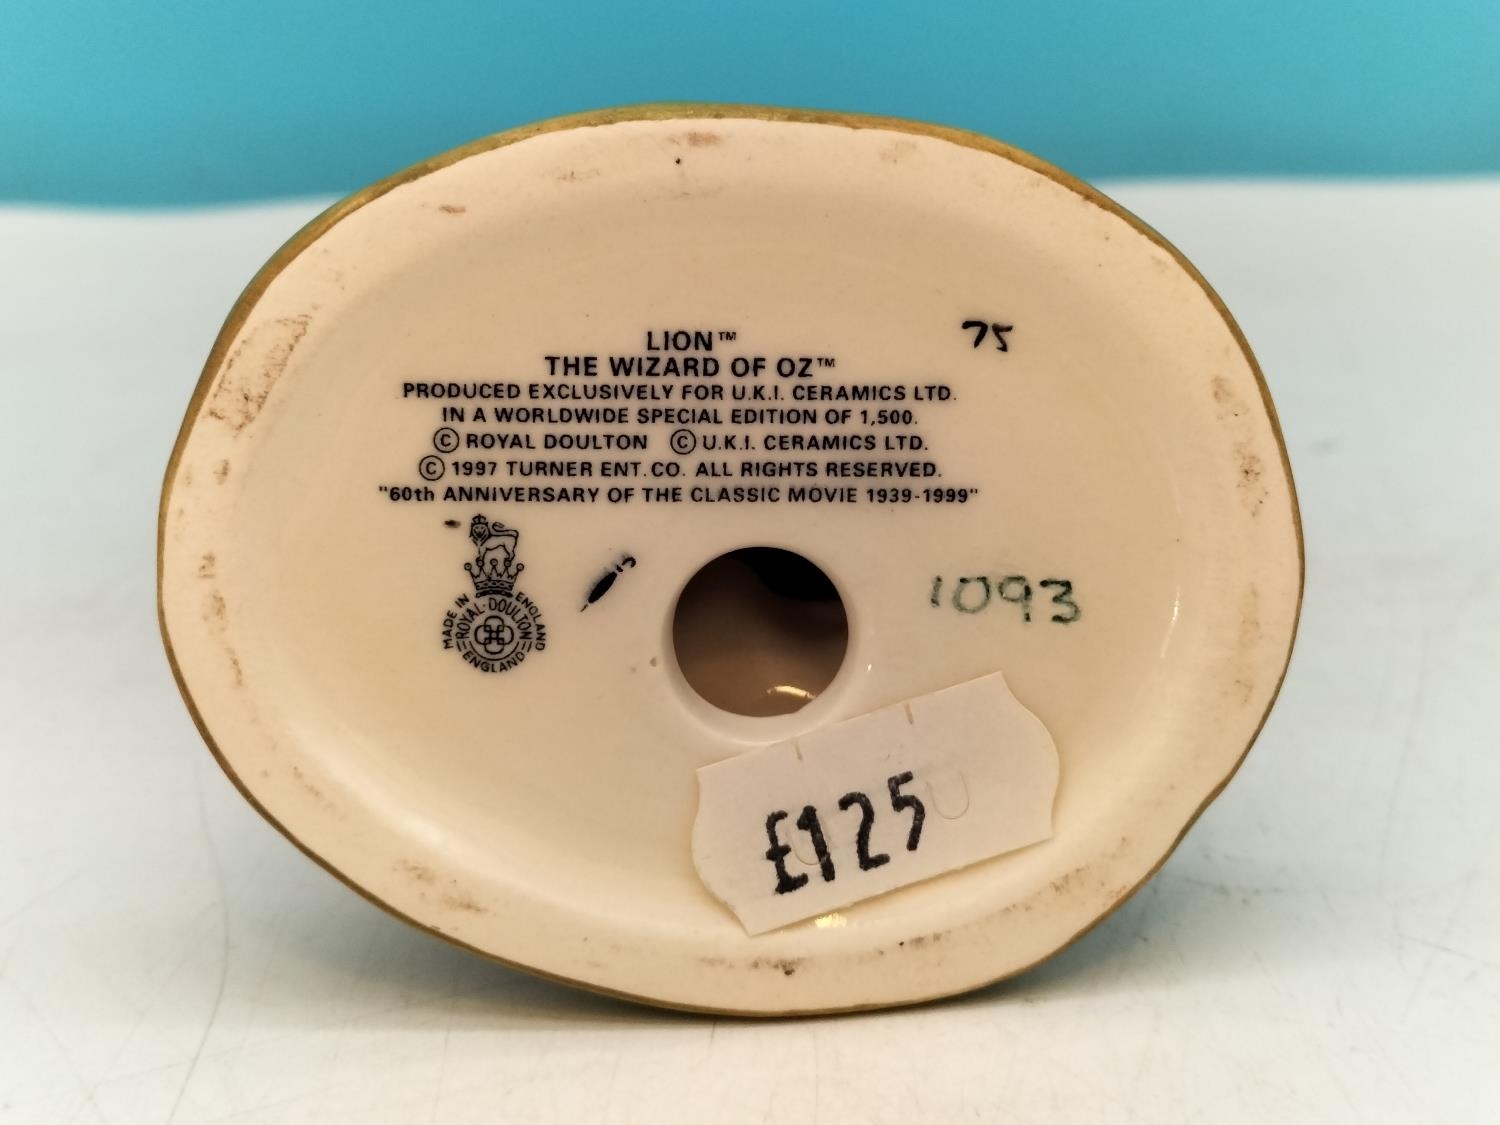 LION™
75
THE WIZARD OF OZ™
PRODUCED EXCLUSIVELY FOR U.K.I. CERAMICS LTD.
IN A WORLDWIDE SPECIAL EDITION OF 1,500.
© ROYAL DOULTON © U.K.I. CERAMICS LTD.
© 1997 TURNER ENT. CO. ALL RIGHTS RESERVED.
"60th ANNIVERSARY OF THE CLASSIC MOVIE 1939-1999"
MADE IN ENGLAND
ROYAL-DOULTON
ENGLAND
1093
£125